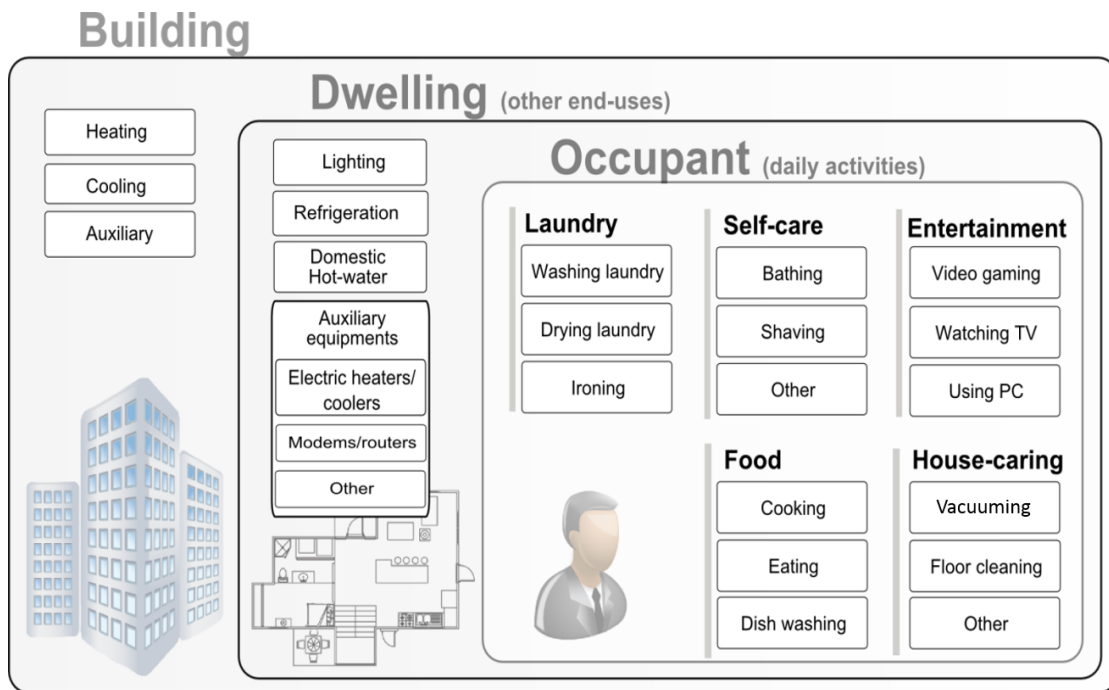 Building
Heating
Cooling
Auxiliary
Dwelling (other end-uses)
Lighting
Refrigeration
Domestic
Hot-water
Auxiliary
equipments
Electric heaters/
coolers
Modems/routers
Other
Occupant (daily activities)
Laundry
Washing laundry
Drying laundry
Ironing
Self-care
Bathing
Shaving
Other
Entertainment
Video gaming
Watching TV
Using PC
Food
Cooking
Eating
Dish washing
House-caring
Vacuuming
Floor cleaning
Other